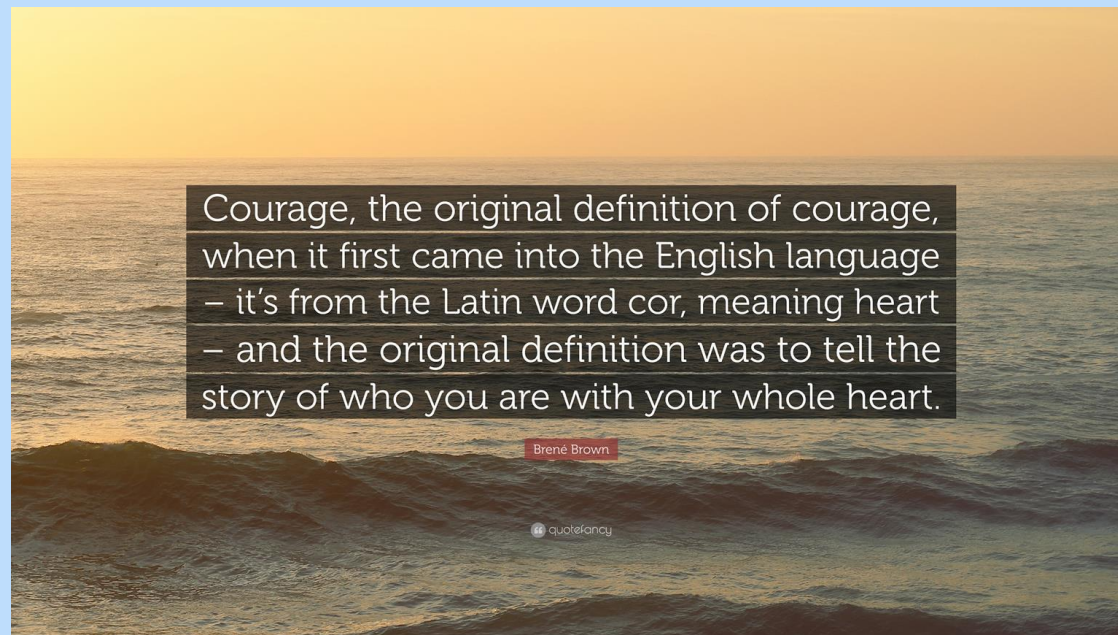 Courage, the original definition of courage,
when it first came into the English language
– it’s from the Latin word cor, meaning heart
– and the original definition was to tell the
story of who you are with your whole heart.
Brené Brown
quotefancy